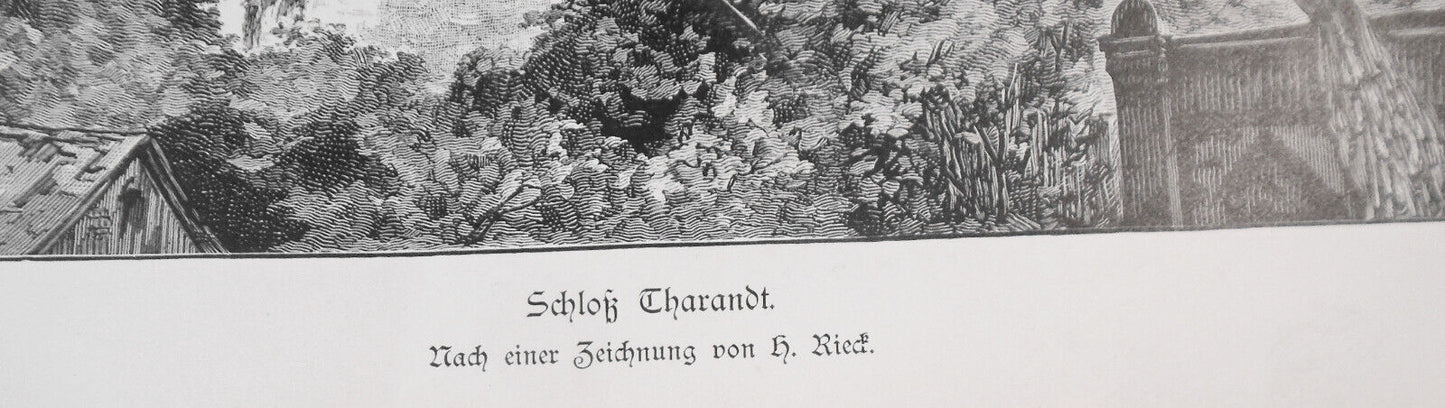 Schloß Tharandt.
Nach einer Zeichnung von H. Rieck.